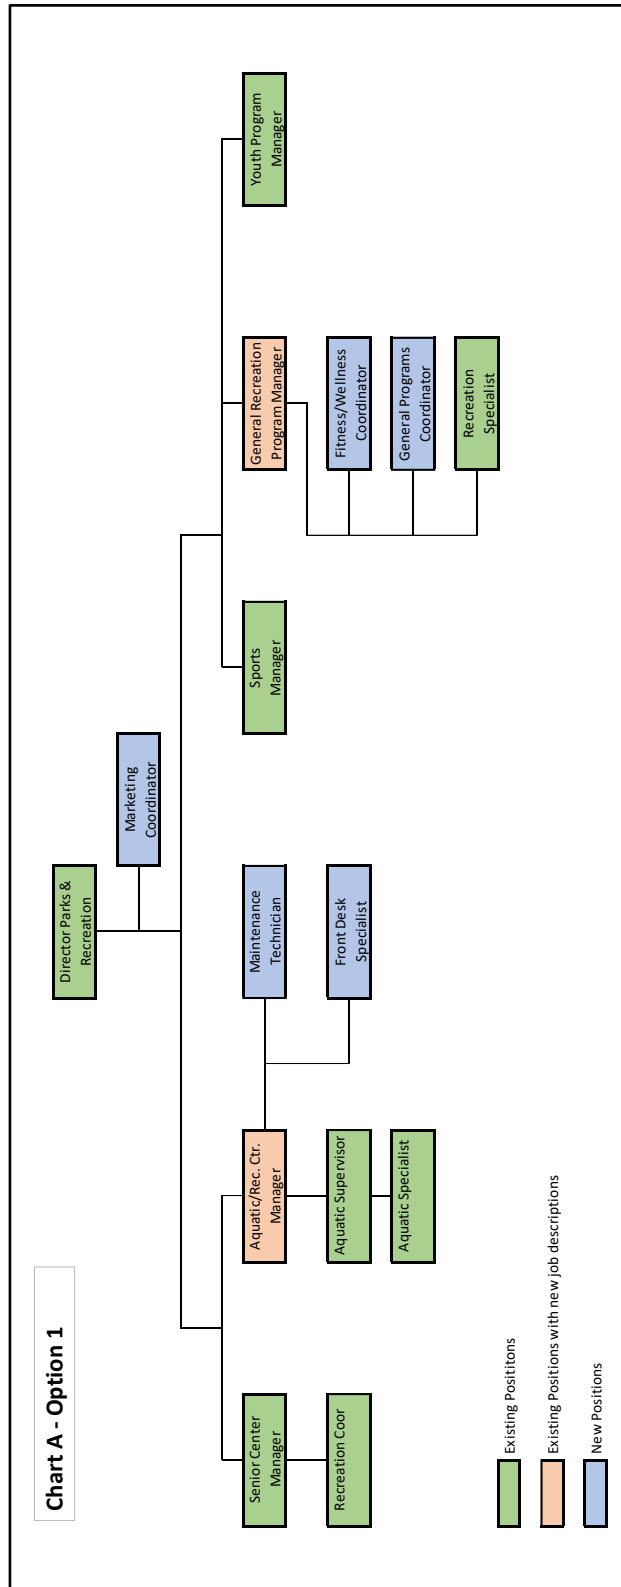 Chart A - Option 1
Director Parks &
Recreation
Marketing
Coordinator
Senior Center
Manager
Recreation Coor
Aquatic/Rec. Ctr.
Manager
Aquatic Supervisor
Aquatic Specialist
Maintenance
Technician
Front Desk
Specialist
Sports
Manager
General Recreation
Program Manager
Fitness/Wellness
Coordinator
General Programs
Coordinator
Recreation
Specialist
Youth Program
Manager
Existing Posititons
Existing Positions with new job descriptions
New Positions